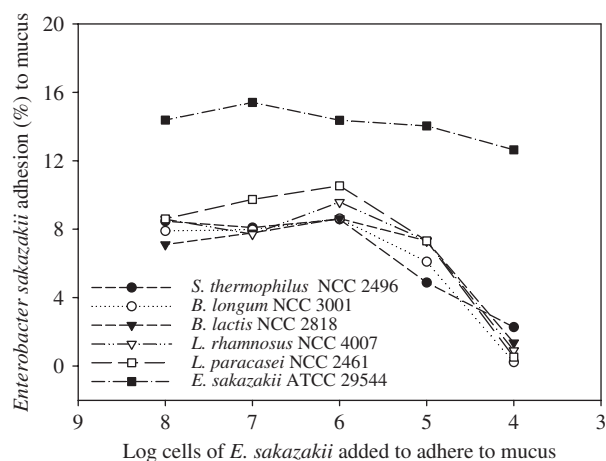 Enterobacter sakazakii adhesion (%) to mucus
20
16
12
8
4
0
S. thermophilus NCC 2496
B. longum NCC 3001
B. lactis NCC 2818
L. rhamnosus NCC 4007
L. paracasei NCC 2461
E. sakazakii ATCC 29544
9 8 7 6 5 4 3
Log cells of E. sakazakii added to adhere to mucus